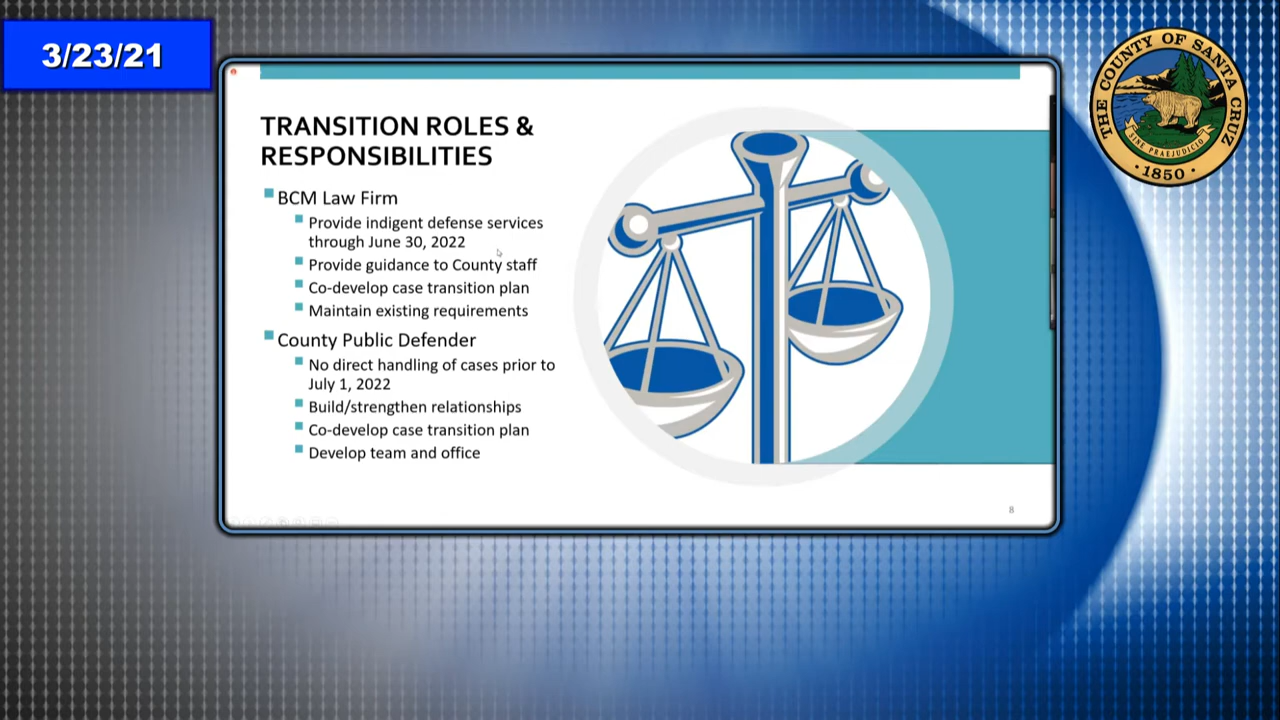 3/23/21
TRANSITION ROLES &
RESPONSIBILITIES
BCM Law Firm
Provide indigent defense services
through June 30, 2022
Provide guidance to County staff
Co-develop case transition plan
Maintain existing requirements
County Public Defender
No direct handling of cases prior to
July 1, 2022
Build/strengthen relationships
Co-develop case transition plan
Develop team and office
8
THE COUNTY OF SANTA CRUZ
SINE PRAEJUDICIO
• 1850 •